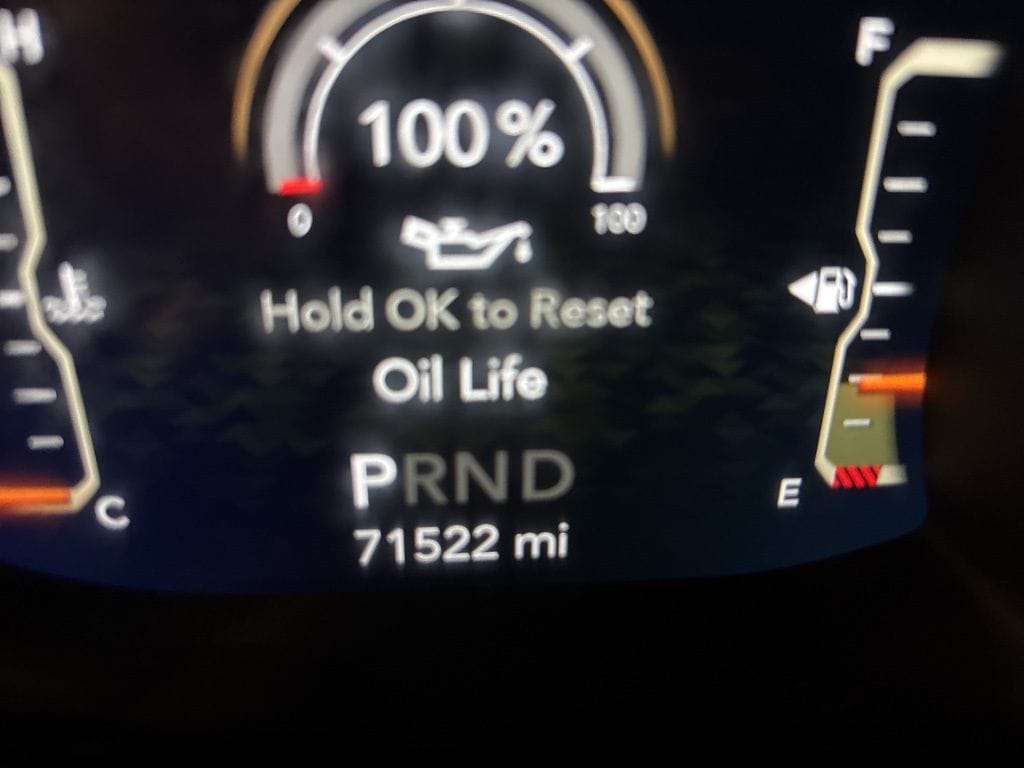 H
F
100%
0
100
Hold OK to Reset
Oil Life
E
PRND
C
71522 mi